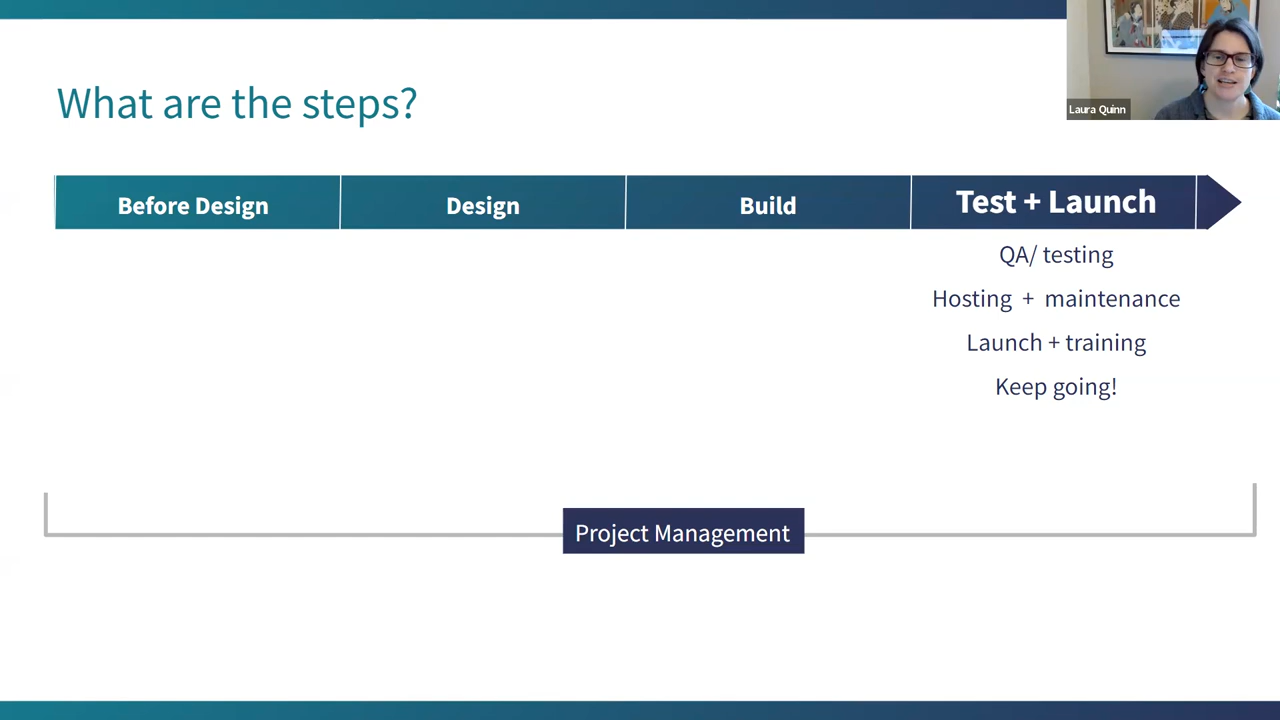 What are the steps?
Laura Quinn
Before Design
Design
Build
Test + Launch
QA/ testing
Hosting + maintenance
Launch + training
Keep going!
Project Management